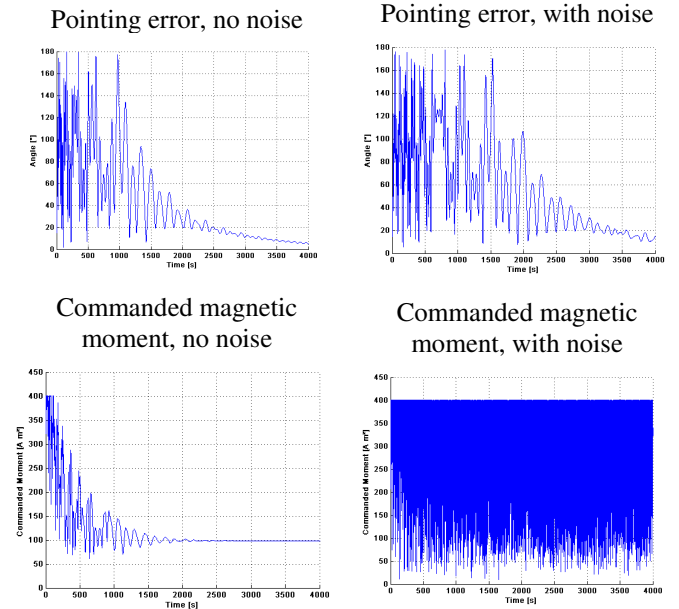 Pointing error, no noise
180
160
140
120
100
80
60
40
20
0
Angle [°]
0 500 1000 1500 2000 2500 3000 3500 4000
Time [s]
Pointing error, with noise
180
160
140
120
100
80
60
40
20
0
Angle [°]
0 500 1000 1500 2000 2500 3000 3500 4000
Time [s]
Commanded magnetic
moment, no noise
450
400
350
300
250
200
150
100
50
0
Commanded Moment [A m²]
0 500 1000 1500 2000 2500 3000 3500 4000
Time [s]
Commanded magnetic
moment, with noise
450
400
350
300
250
200
150
100
50
0
Commanded Moment [A m²]
0 500 1000 1500 2000 2500 3000 3500 4000
Time [s]